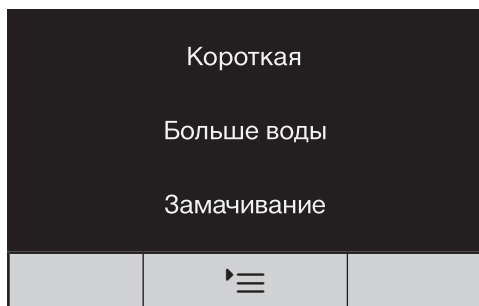 Короткая
Больше воды
Замачивание